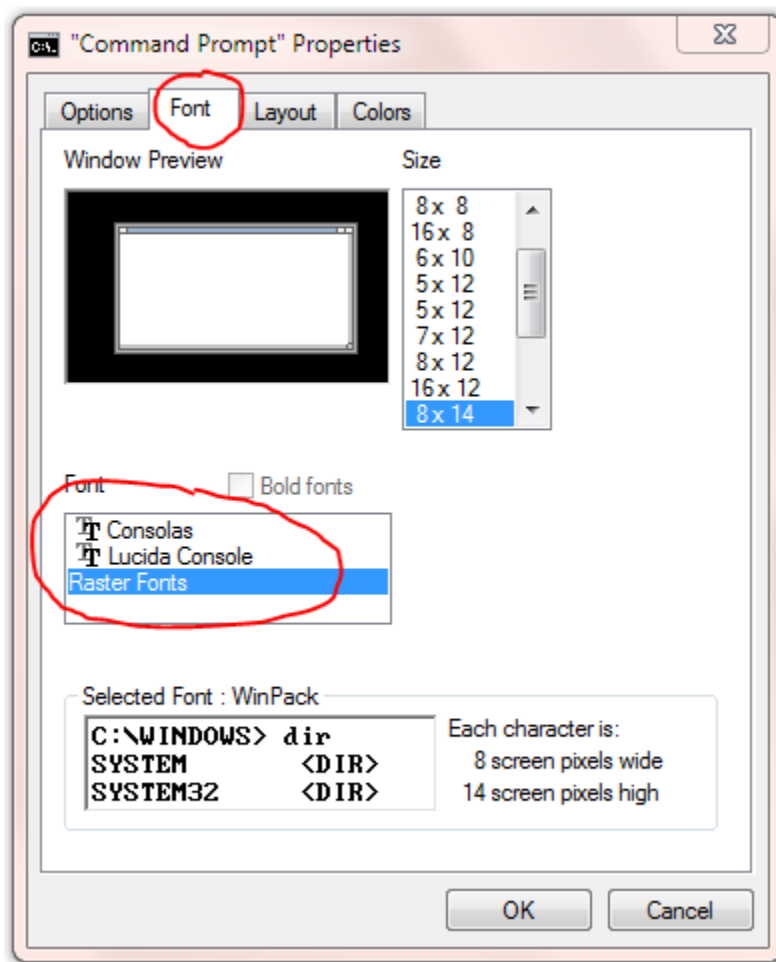 C:\. "Command Prompt" Properties
Options Font Layout Colors
Window Preview Size
8 x 8
16 x 8
6 x 10
5 x 12
5 x 12
7 x 12
8 x 12
16 x 12
8 x 14
Font Bold fonts
Consolas
Lucida Console
Raster Fonts
Selected Font : WinPack
C:\WINDOWS> dir
SYSTEM <DIR>
SYSTEM32 <DIR>
Each character is:
8 screen pixels wide
14 screen pixels high
OK Cancel